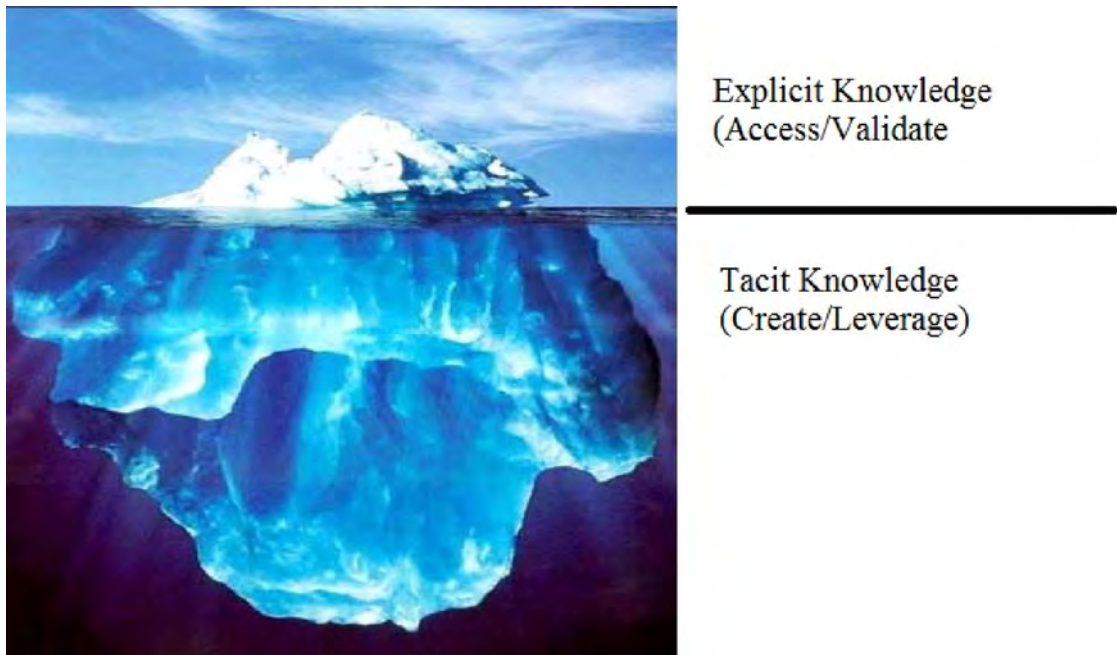 Explicit Knowledge
(Access/Validate
Tacit Knowledge
(Create/Leverage)